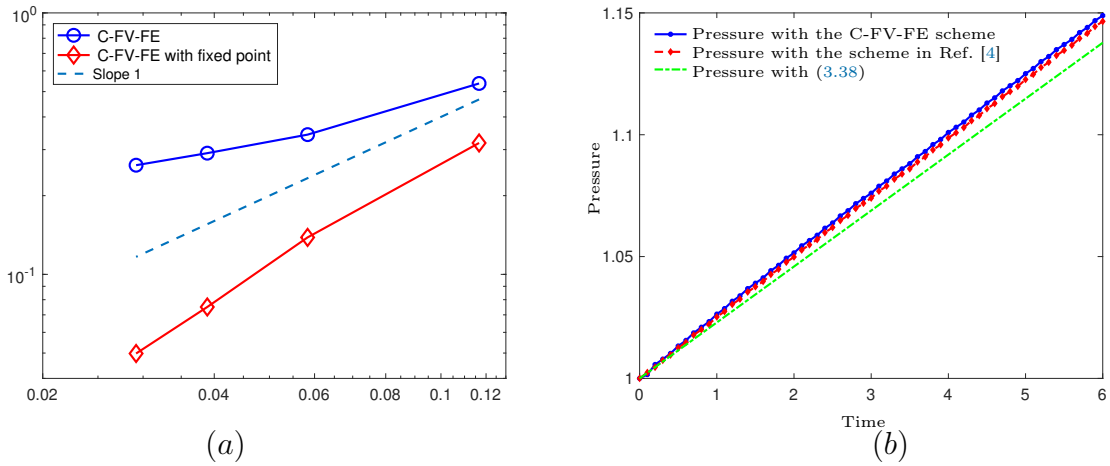 10^0
10^-1
C-FV-FE
C-FV-FE with fixed point
Slope 1
0.02 0.04 0.06 0.08 0.1 0.12
(a)
1.15
1.1
1.05
1
Pressure
Pressure with the C-FV-FE scheme
Pressure with the scheme in Ref. [4]
Pressure with (3.38)
0 1 2 3 4 5 6
Time
(b)